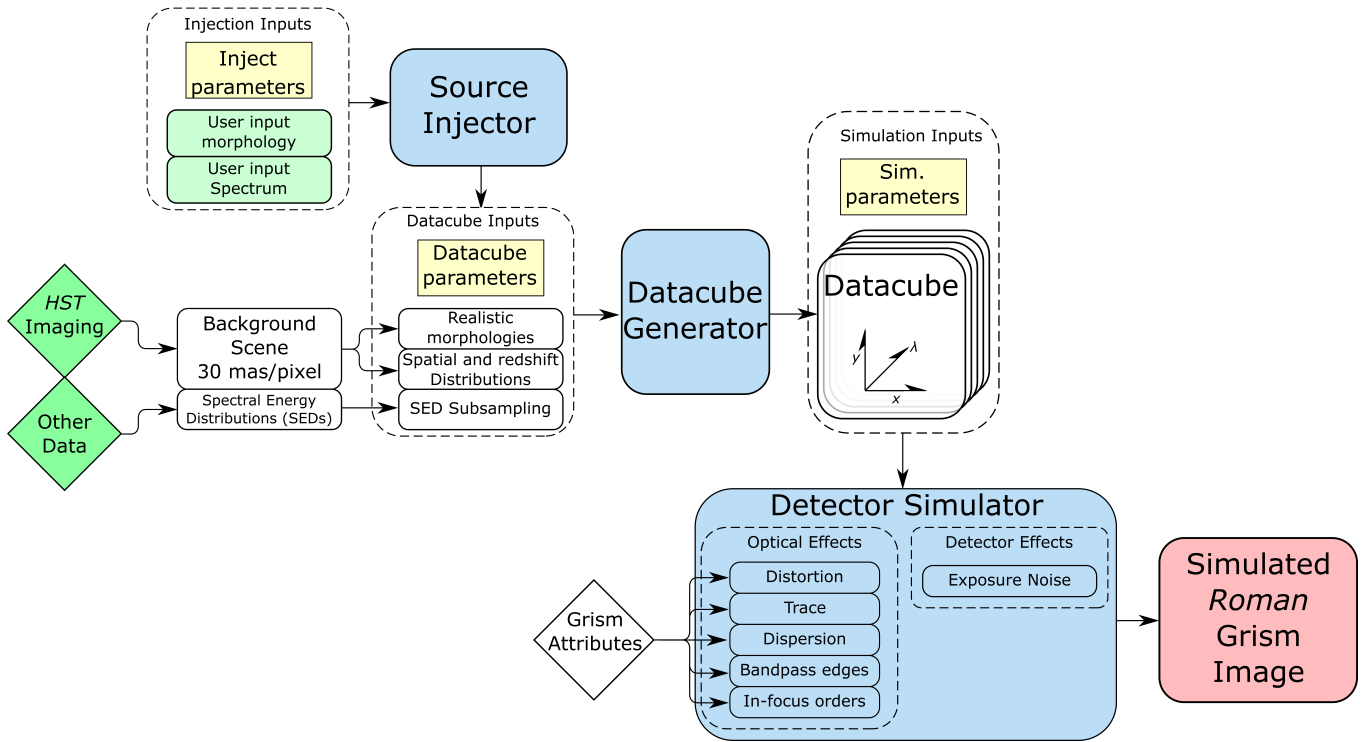 Injection Inputs
Inject
parameters
User input
morphology
User input
Spectrum
Source
Injector
Datacube Inputs
Datacube
parameters
Realistic
morphologies
Spatial and redshift
Distributions
SED Subsampling
HST
Imaging
Other
Data
Background
Scene
30 mas/pixel
Spectral Energy
Distributions (SEDs)
Datacube
Generator
Simulation Inputs
Sim.
parameters
Datacube
y
λ
x
Detector Simulator
Optical Effects
Distortion
Trace
Dispersion
Bandpass edges
In-focus orders
Detector Effects
Exposure Noise
Grism
Attributes
Simulated
Roman
Grism
Image